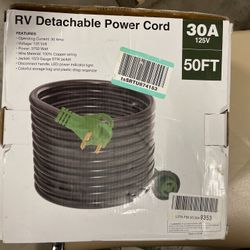 RV Detachable Power Cord
30A
125V
FEATURES:
- Operating Current: 30 Amp
- Voltage: 125 Volt
- Power: 3750 Watt
- Wire Material: 100% Copper wiring
- Jacket: 10/3 Gauge STW jacket
- Disconnect handle, LED power indicator light
- Colorful storage bag and plastic strap organizer
50FT